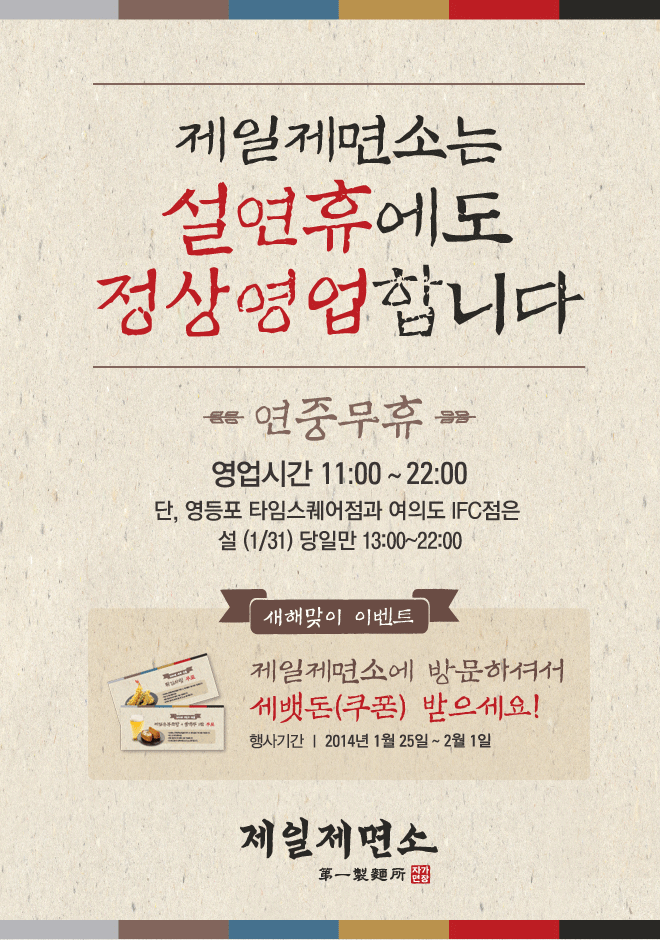 제일제면소는
설연휴에도
정상영업합니다
연중무휴
영업시간 11:00 ~ 22:00
단, 영등포 타임스퀘어점과 여의도 IFC점은
설 (1/31) 당일만 13:00~22:00
새해맞이 이벤트
제일제면소에 방문하셔서
세뱃돈(쿠폰) 받으세요!
행사기간 | 2014년 1월 25일 ~ 2월 1일
제일제면소
第一製麵所